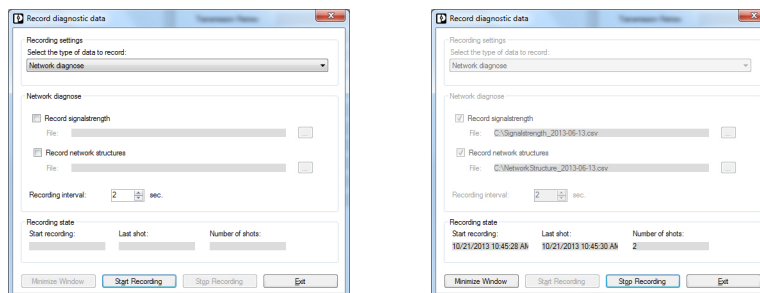 Record diagnostic data
Recording settings
Select the type of data to record:
Network diagnose
Network diagnose
Record signalstrength
File:
...
Record network structures
File:
...
Recording interval:
2
sec.
Recording state
Start recording:
Last shot:
Number of shots:
Minimize Window
Start Recording
Stop Recording
Exit
Record diagnostic data
Recording settings
Select the type of data to record:
Network diagnose
Network diagnose
Record signalstrength
File:
C:\Signalstrength_2013-06-13.csv
...
Record network structures
File:
C:\NetworkStructure_2013-06-13.csv
...
Recording interval:
2
sec.
Recording state
Start recording:
Last shot:
Number of shots:
10/21/2013 10:45:28 AM
10/21/2013 10:45:30 AM
2
Minimize Window
Start Recording
Stop Recording
Exit